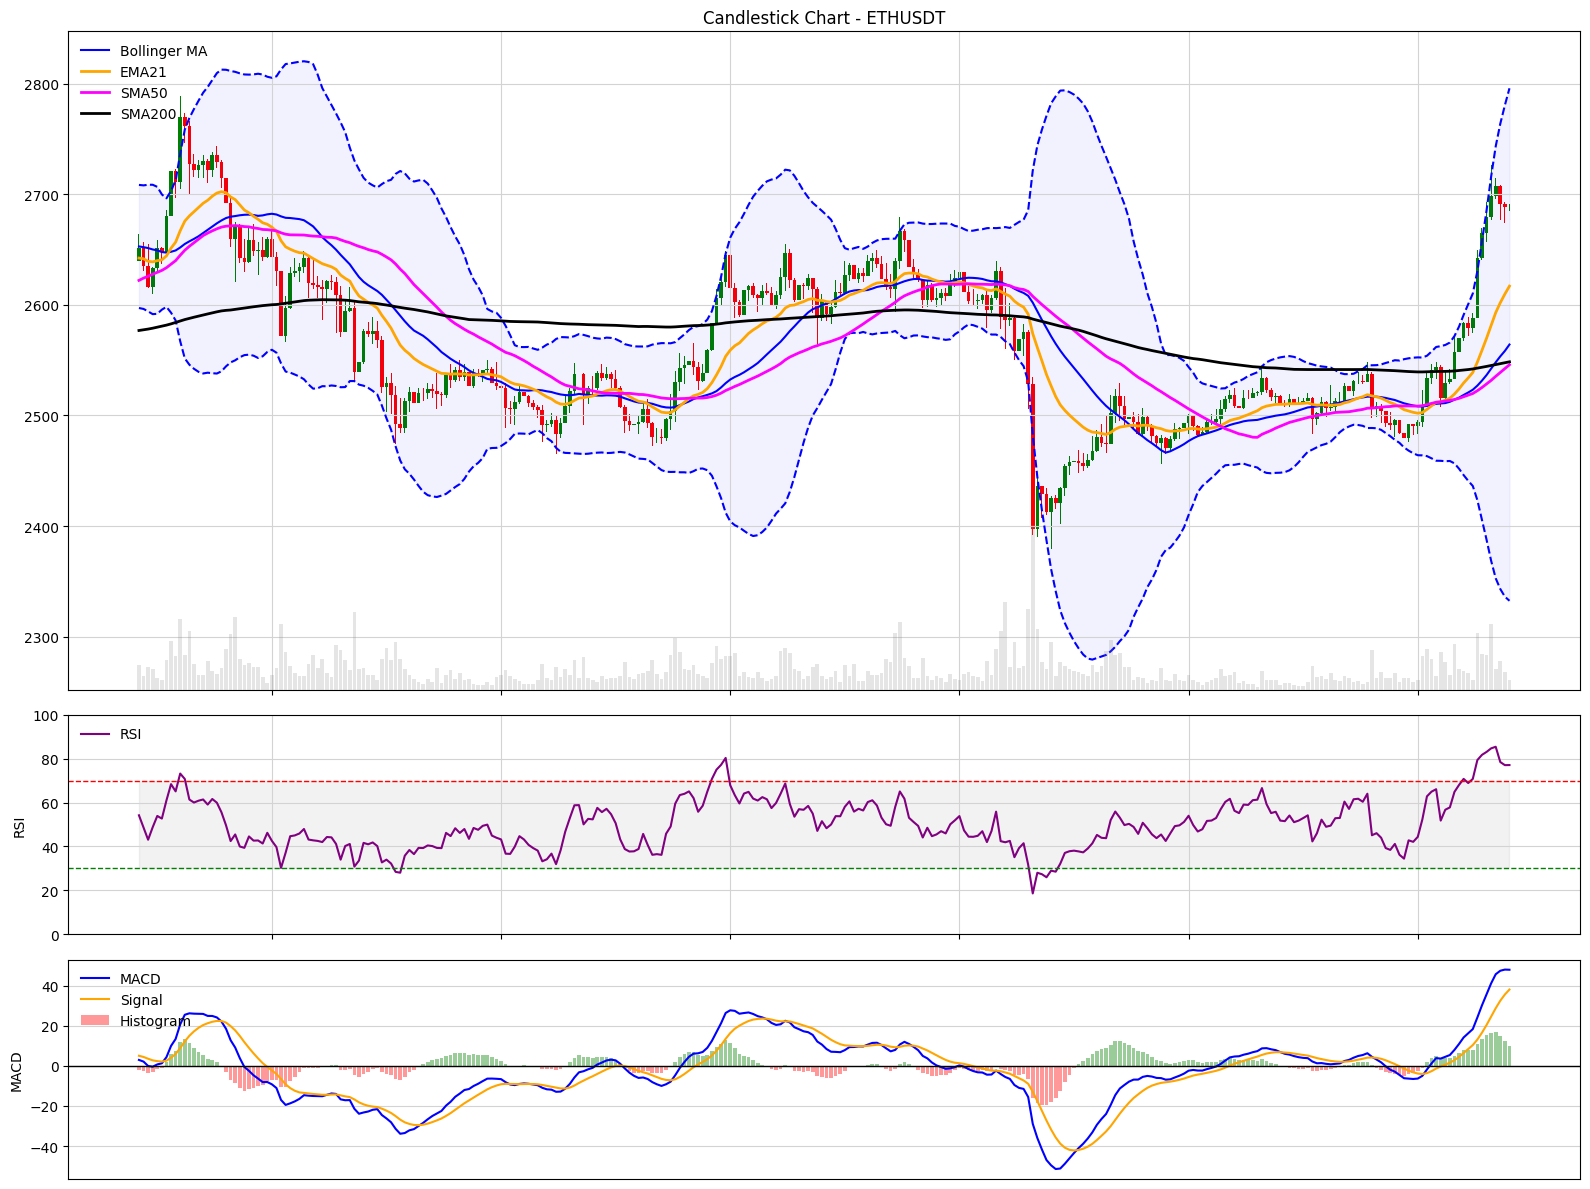 Candlestick Chart - ETHUSDT
Bollinger MA
EMA21
SMA50
SMA200
2800
2700
2600
2500
2400
2300
RSI
100
80
60
40
20
0
RSI
MACD
Signal
Histogram
40
20
0
−20
−40
MACD